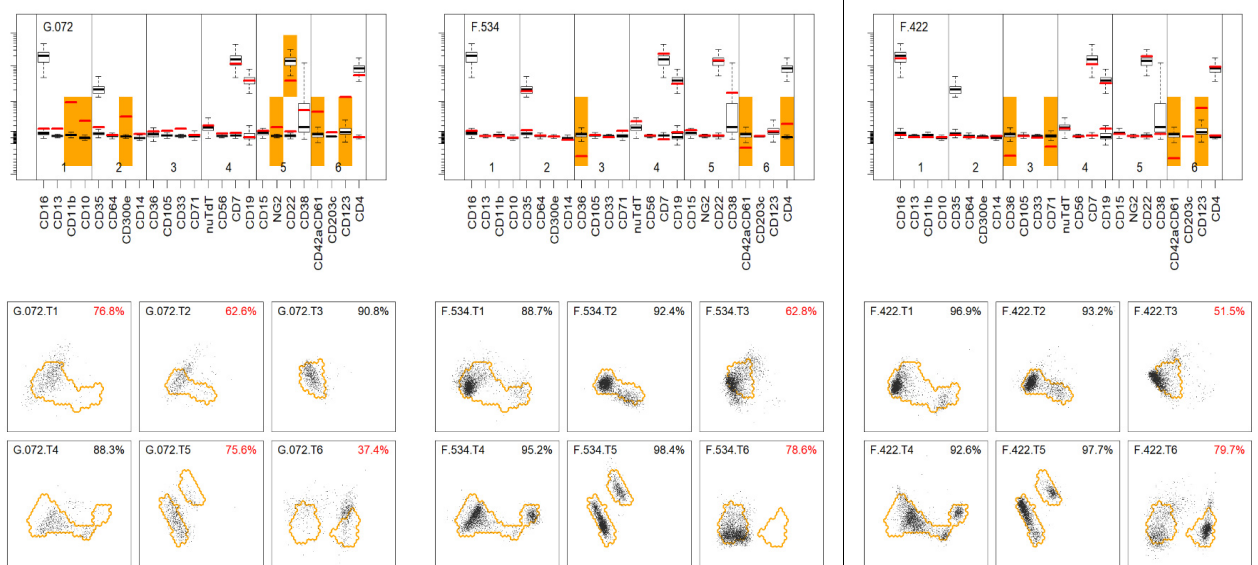 G.072
F.534
F.422
1 2 3 4 5 6
1 2 3 4 5 6
1 2 3 4 5 6
CD16 CD13 CD11b CD10 CD35 CD64 CD300e CD14 CD36 CD105 CD33 CD71 nuTdT CD56 CD7 CD19 CD15 NG2 CD22 CD38 CD42aCD61 CD203c CD123 CD4
CD16 CD13 CD11b CD10 CD35 CD64 CD300e CD14 CD36 CD105 CD33 CD71 nuTdT CD56 CD7 CD19 CD15 NG2 CD22 CD38 CD42aCD61 CD203c CD123 CD4
CD16 CD13 CD11b CD10 CD35 CD64 CD300e CD14 CD36 CD105 CD33 CD71 nuTdT CD56 CD7 CD19 CD15 NG2 CD22 CD38 CD42aCD61 CD203c CD123 CD4
G.072.T1 76.8%
G.072.T2 62.6%
G.072.T3 90.8%
F.534.T1 88.7%
F.534.T2 92.4%
F.534.T3 62.8%
F.422.T1 96.9%
F.422.T2 93.2%
F.422.T3 51.5%
G.072.T4 88.3%
G.072.T5 75.6%
G.072.T6 37.4%
F.534.T4 95.2%
F.534.T5 98.4%
F.534.T6 78.6%
F.422.T4 92.6%
F.422.T5 97.7%
F.422.T6 79.7%